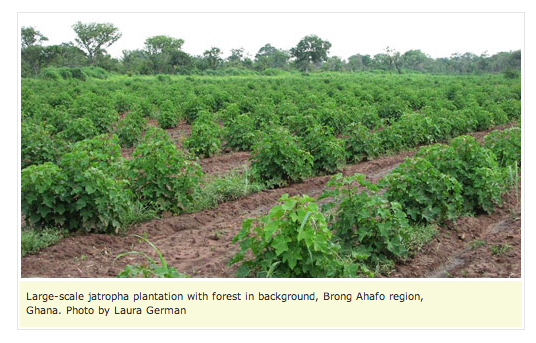 Large-scale jatropha plantation with forest in background, Brong Ahafo region,
Ghana. Photo by Laura German